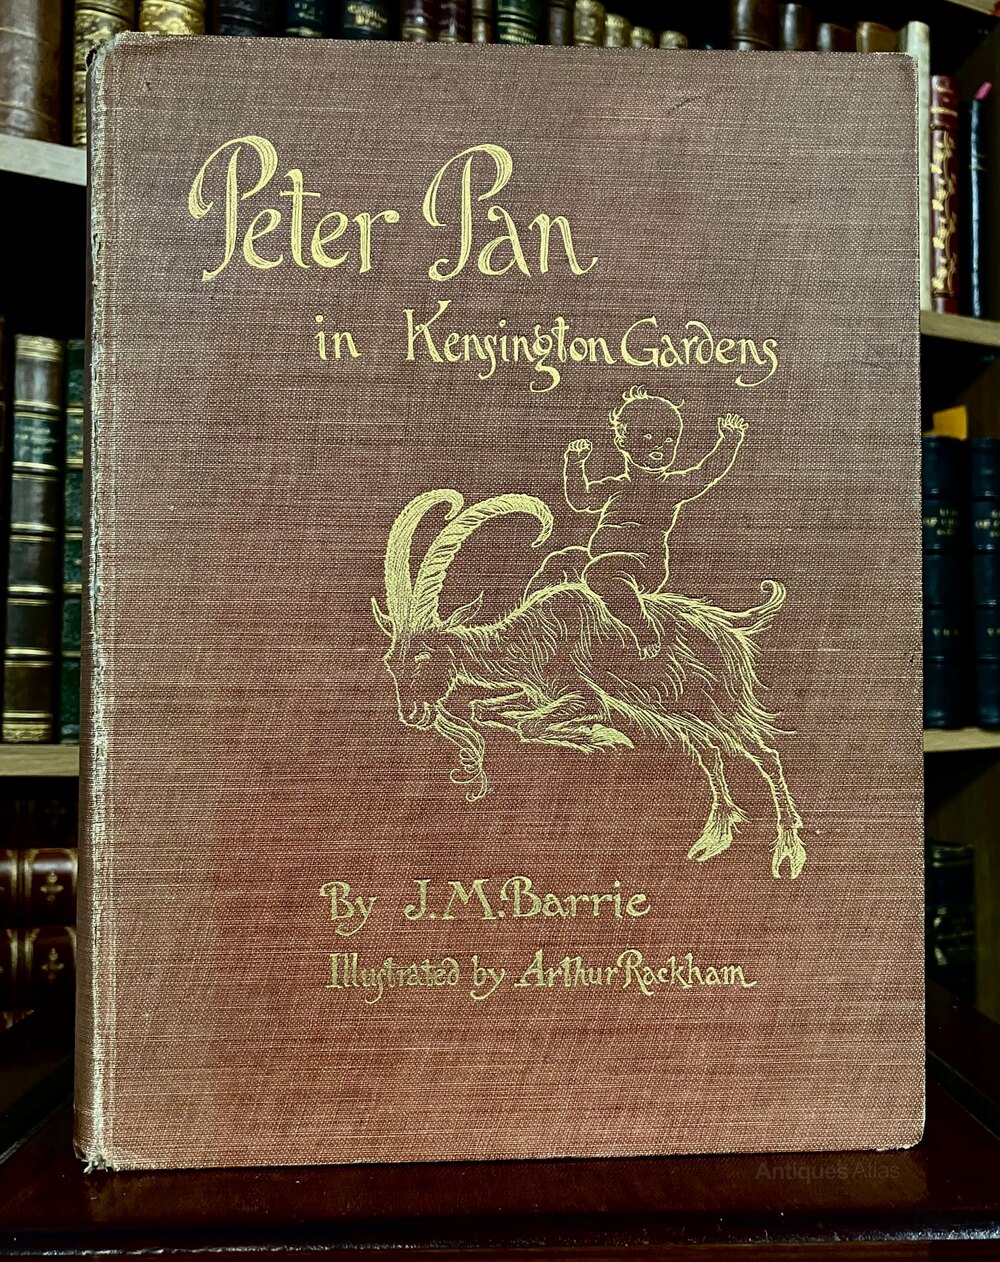 Peter Pan
in Kensington Gardens
By J.M. Barrie
Illustrated by Arthur Rackham
Antiques Atlas